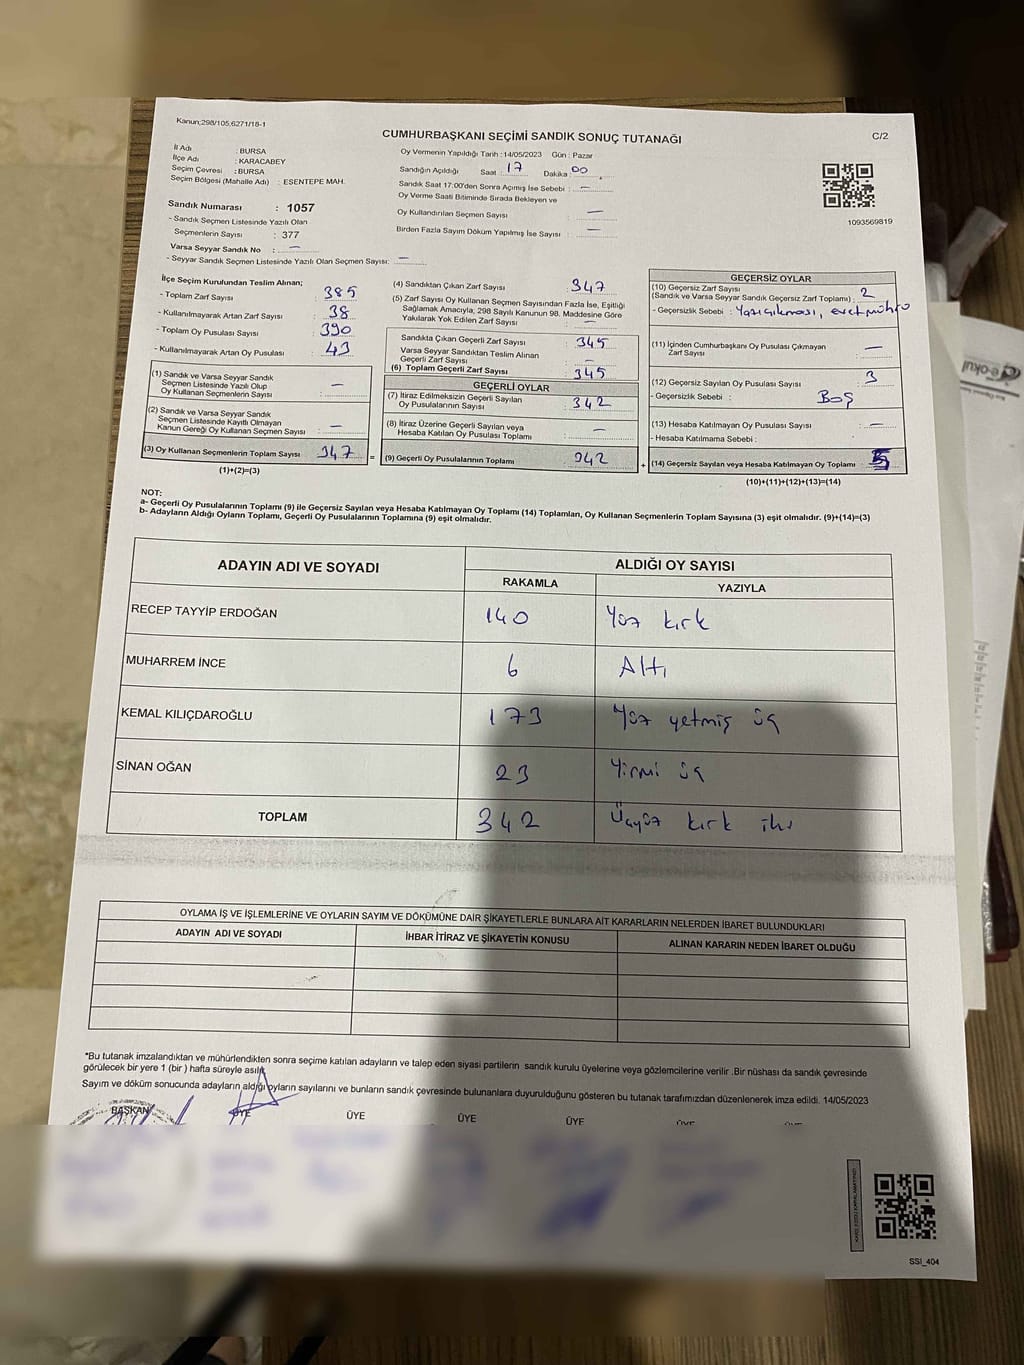 Kanun;298/105,6271/18-1
CUMHURBAŞKANI SEÇİMİ SANDIK SONUÇ TUTANAĞI
C/2
İl Adı : BURSA
İlçe Adı : KARACABEY
Seçim Çevresi : BURSA
Seçim Bölgesi (Mahalle Adı) : ESENTEPE MAH.
Sandık Numarası : 1057
- Sandık Seçmen Listesinde Yazılı Olan
Seçmenlerin Sayısı : 377
Varsa Seyyar Sandık No : —
- Seyyar Sandık Seçmen Listesinde Yazılı Olan Seçmen Sayısı: —
Oy Vermenin Yapıldığı Tarih : 14/05/2023 Gün : Pazar
Sandığın Açıldığı Saat : 17 Dakika : 00
Sandık Saat 17:00'den Sonra Açımış İse Sebebi : —
Oy Verme Saati Bitiminde Sırada Bekleyen ve
Oy Kullandırılan Seçmen Sayısı : —
Birden Fazla Sayım Döküm Yapılmış İse Sayısı : —
1093569819
İlçe Seçim Kurulundan Teslim Alınan;
- Toplam Zarf Sayısı : 385
- Kullanılmayarak Artan Zarf Sayısı : 38
- Toplam Oy Pusulası Sayısı : 390
- Kullanılmayarak Artan Oy Pusulası : 43
(1) Sandık ve Varsa Seyyar Sandık
Seçmen Listesinde Yazılı Olup
Oy Kullanan Seçmenlerin Sayısı : —
(2) Sandık ve Varsa Seyyar Sandık
Seçmen Listesinde Kayıtlı Olmayan
Kanun Gereği Oy Kullanan Seçmen Sayısı : —
(3) Oy Kullanan Seçmenlerin Toplam Sayısı : 347 =
(1)+(2)=(3)
(4) Sandıktan Çıkan Zarf Sayısı : 347
(5) Zarf Sayısı Oy Kullanan Seçmen Sayısından Fazla İse, Eşitliği
Sağlamak Amacıyla; 298 Sayılı Kanunun 98. Maddesine Göre
Yakılarak Yok Edilen Zarf Sayısı : —
Sandıkta Çıkan Geçerli Zarf Sayısı : 345
Varsa Seyyar Sandıktan Teslim Alınan
Geçerli Zarf Sayısı : —
(6) Toplam Geçerli Zarf Sayısı : 345
GEÇERLİ OYLAR
(7) İtiraz Edilmeksizin Geçerli Sayılan
Oy Pusulalarının Sayısı : 342
(8) İtiraz Üzerine Geçerli Sayılan veya
Hesaba Katılan Oy Pusulası Toplamı : —
(9) Geçerli Oy Pusulalarının Toplamı : 342 +
GEÇERSİZ OYLAR
(10) Geçersiz Zarf Sayısı
(Sandık ve Varsa Seyyar Sandık Geçersiz Zarf Toplamı) : 2
- Geçersizlik Sebebi : Yazı çıkması, evet mührü
(11) İçinden Cumhurbaşkanı Oy Pusulası Çıkmayan
Zarf Sayısı : —
(12) Geçersiz Sayılan Oy Pusulası Sayısı : 3
- Geçersizlik Sebebi : Boş
(13) Hesaba Katılmayan Oy Pusulası Sayısı : —
- Hesaba Katılmama Sebebi :
(14) Geçersiz Sayılan veya Hesaba Katılmayan Oy Toplamı : 5
(10)+(11)+(12)+(13)=(14)
NOT:
a- Geçerli Oy Pusulalarının Toplamı (9) ile Geçersiz Sayılan veya Hesaba Katılmayan Oy Toplamı (14) Toplamları, Oy Kullanan Seçmenlerin Toplam Sayısına (3) eşit olmalıdır. (9)+(14)=(3)
b- Adayların Aldığı Oyların Toplamı, Geçerli Oy Pusulalarının Toplamına (9) eşit olmalıdır.
ADAYIN ADI VE SOYADI
ALDIĞI OY SAYISI
RAKAMLA YAZIYLA
RECEP TAYYİP ERDOĞAN 140 Yüz kırk
MUHARREM İNCE 6 Altı
KEMAL KILIÇDAROĞLU 173 Yüz yetmiş üç
SİNAN OĞAN 23 Yirmi üç
TOPLAM 342 Üçyüz kırk iki
OYLAMA İŞ VE İŞLEMLERİNE VE OYLARIN SAYIM VE DÖKÜMÜNE DAİR ŞİKAYETLERLE BUNLARA AİT KARARLARIN NELERDEN İBARET BULUNDUKLARI
ADAYIN ADI VE SOYADI İHBAR İTİRAZ VE ŞİKAYETİN KONUSU ALINAN KARARIN NEDEN İBARET OLDUĞU
*Bu tutanak imzalandıktan ve mühürlendikten sonra seçime katılan adayların ve talep eden siyasi partilerin sandık kurulu üyelerine veya gözlemcilerine verilir .Bir nüshası da sandık çevresinde
görülecek bir yere 1 (bir ) hafta süreyle asılır.
Sayım ve döküm sonucunda adayların aldığı oyların sayılarını ve bunların sandık çevresinde bulunanlara duyurulduğunu gösteren bu tutanak tarafımızdan düzenlenerek imza edildi. 14/05/2023
BAŞKAN ÜYE ÜYE ÜYE ÜYE
SSİ_404
e-okul